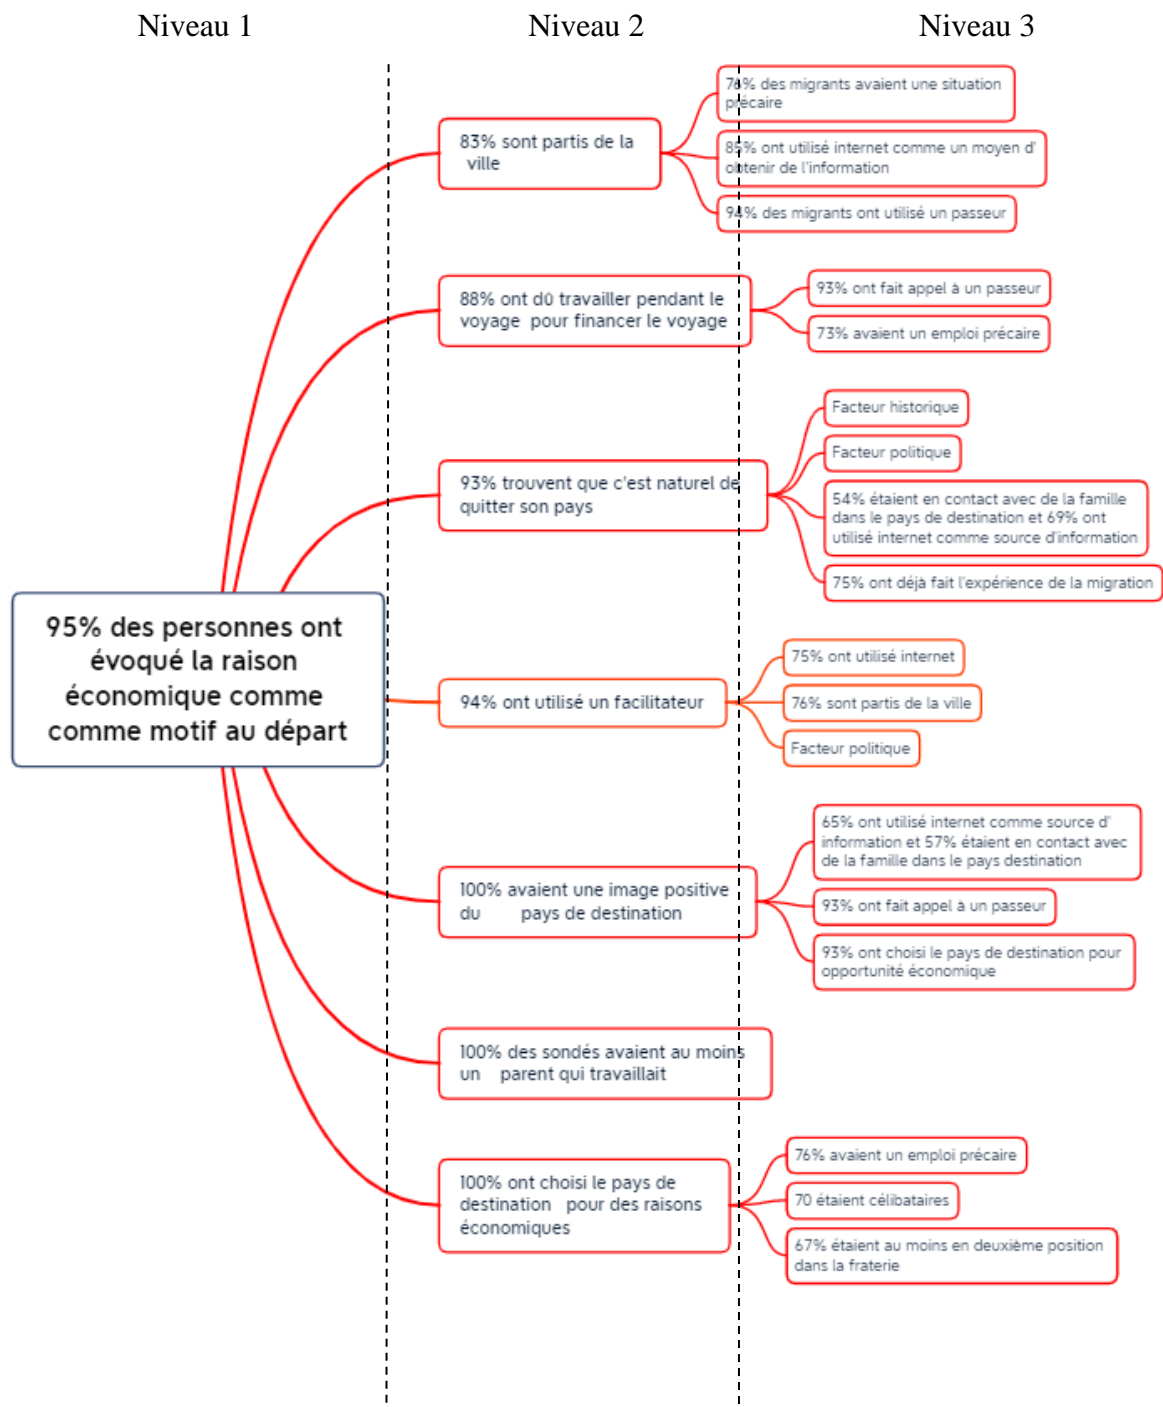 Niveau 1
Niveau 2
Niveau 3
95% des personnes ont
évoqué la raison
économique comme
comme motif au départ
83% sont partis de la
ville
76% des migrants avaient une situation
précaire
85% ont utilisé internet comme un moyen d'
obtenir de l'information
94% des migrants ont utilisé un passeur
88% ont dû travailler pendant le
voyage pour financer le voyage
93% ont fait appel à un passeur
73% avaient un emploi précaire
93% trouvent que c'est naturel de
quitter son pays
Facteur historique
Facteur politique
54% étaient en contact avec de la famille
dans le pays de destination et 69% ont
utilisé internet comme source d'information
75% ont déjà fait l'expérience de la migration
94% ont utilisé un facilitateur
75% ont utilisé internet
76% sont partis de la ville
Facteur politique
100% avaient une image positive
du pays de destination
65% ont utilisé internet comme source d'
information et 57% étaient en contact avec
de la famille dans le pays destination
93% ont fait appel à un passeur
93% ont choisi le pays de destination pour
opportunité économique
100% des sondés avaient au moins
un parent qui travaillait
100% ont choisi le pays de
destination pour des raisons
économiques
76% avaient un emploi précaire
70 étaient célibataires
67% étaient au moins en deuxième position
dans la fraterie